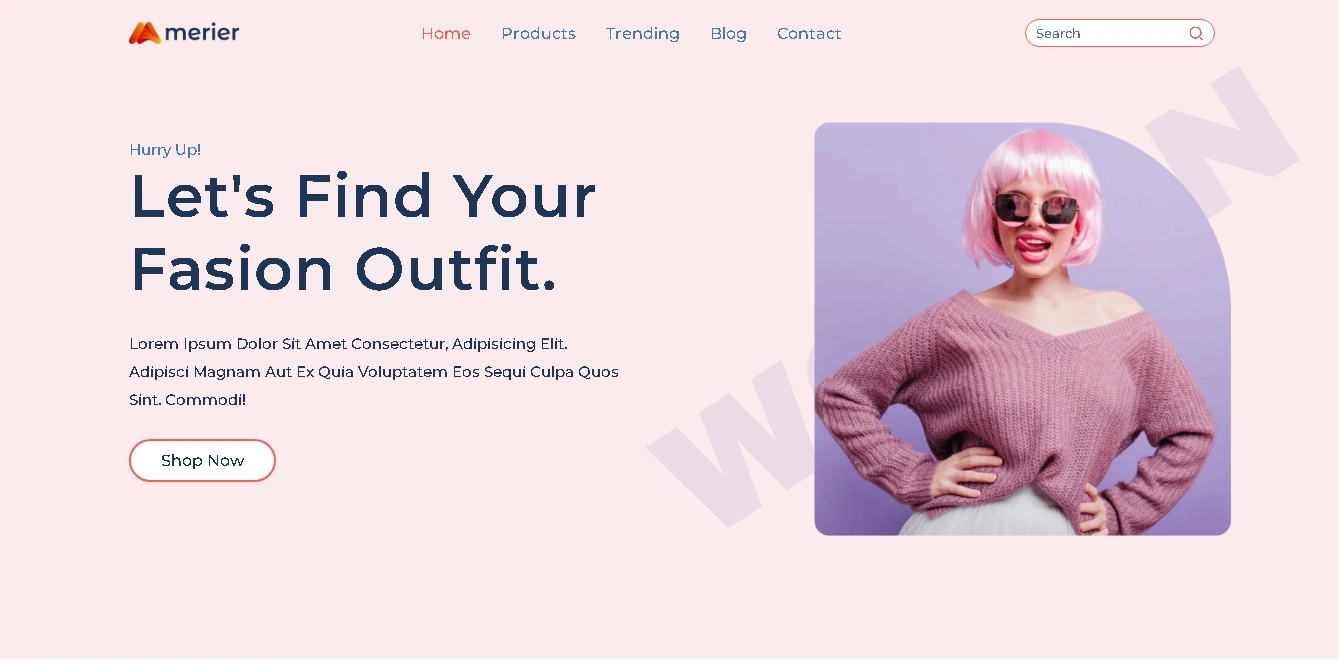 merier
Home
Products
Trending
Blog
Contact
Search
Hurry Up!
Let's Find Your
Fasion Outfit.
Lorem Ipsum Dolor Sit Amet Consectetur, Adipisicing Elit.
Adipisci Magnam Aut Ex Quia Voluptatem Eos Sequi Culpa Quos
Sint. Commodi!
Shop Now